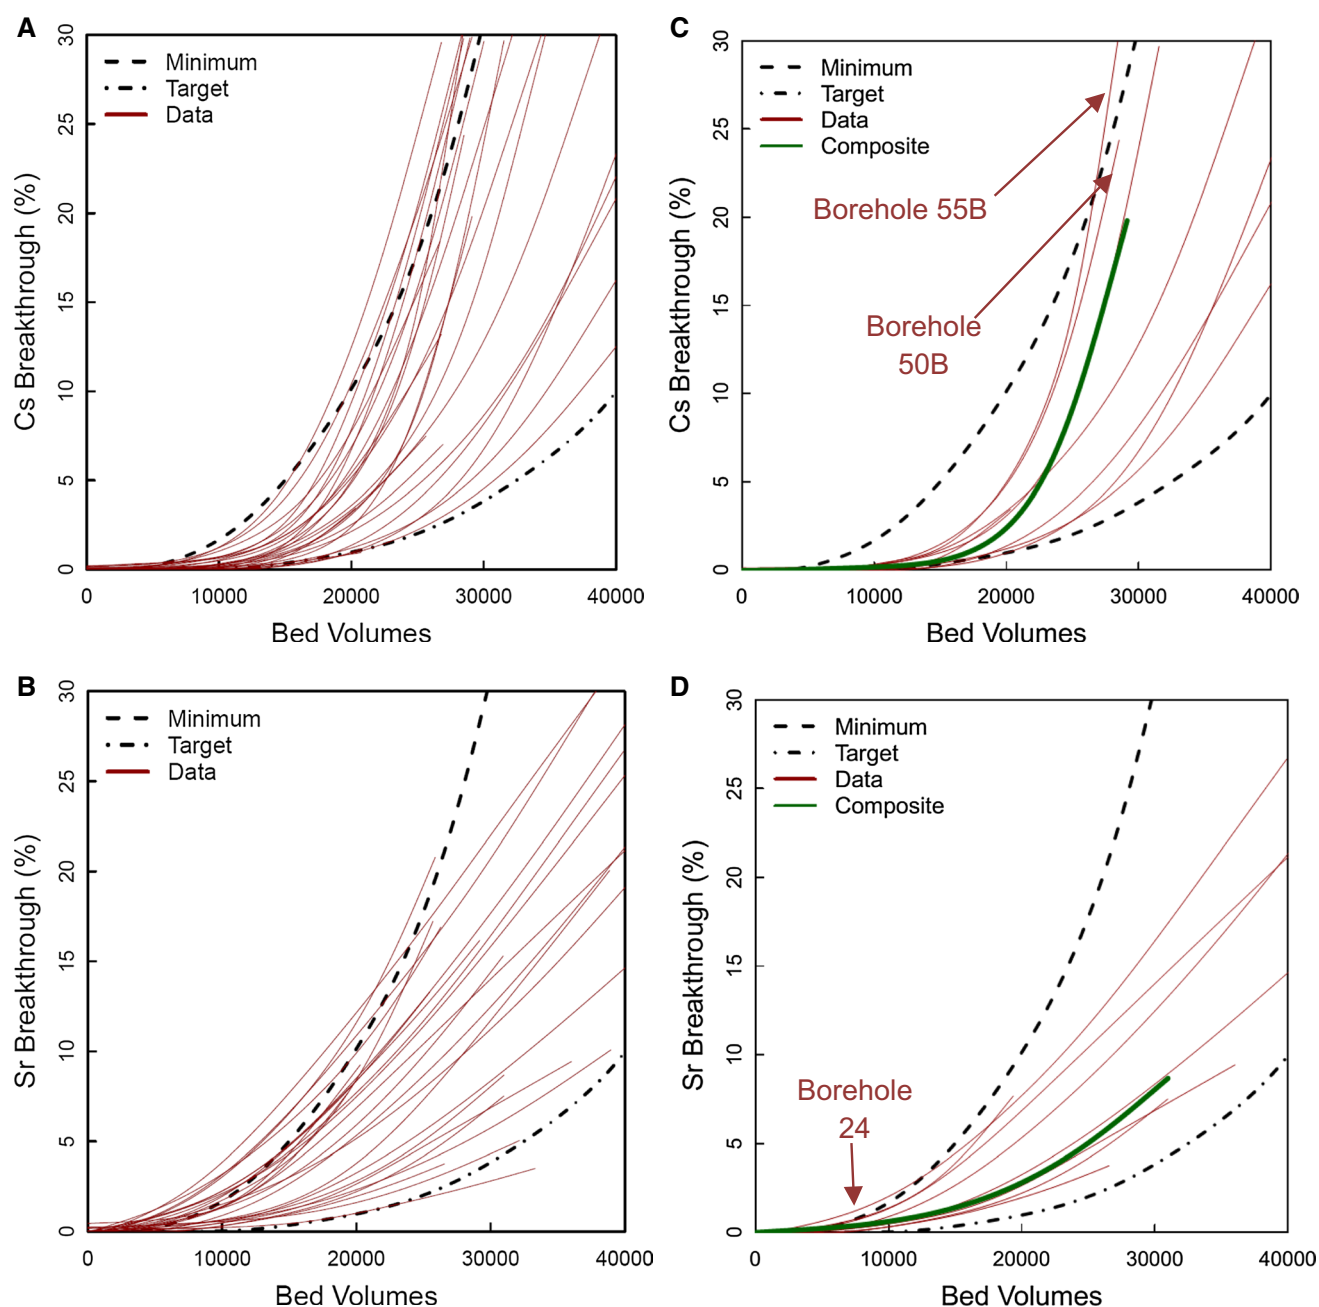 A
Minimum
Target
Data
Cs Breakthrough (%)
0
5
10
15
20
25
30
0
10000
20000
30000
40000
Bed Volumes
C
Minimum
Target
Data
Composite
Borehole 55B
Borehole
50B
Cs Breakthrough (%)
0
5
10
15
20
25
30
0
10000
20000
30000
40000
Bed Volumes
B
Minimum
Target
Data
Sr Breakthrough (%)
0
5
10
15
20
25
30
0
10000
20000
30000
40000
Bed Volumes
D
Minimum
Target
Data
Composite
Borehole
24
Sr Breakthrough (%)
0
5
10
15
20
25
30
0
10000
20000
30000
40000
Bed Volumes